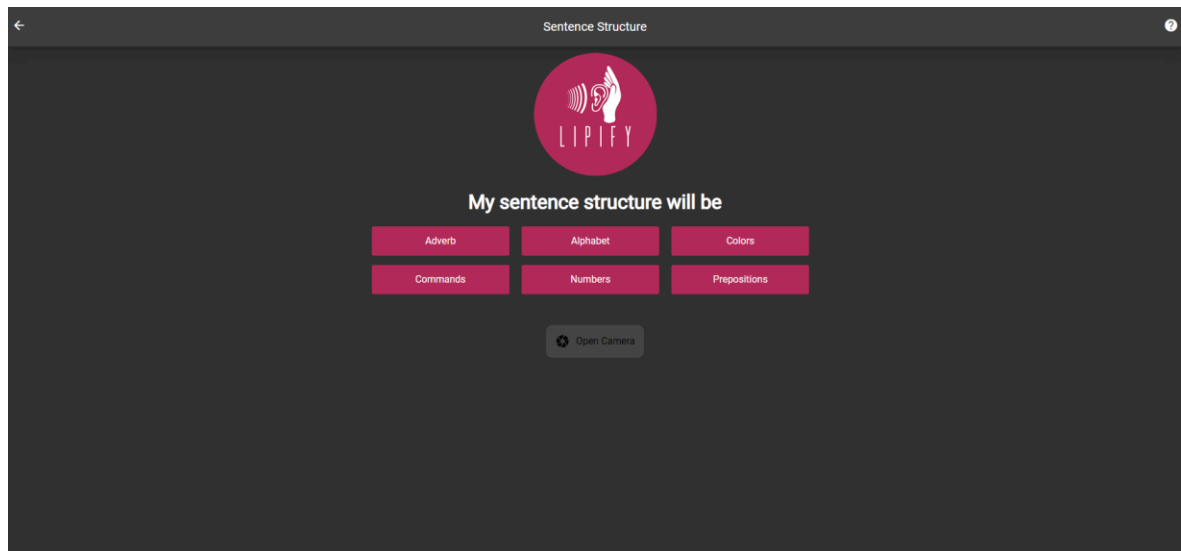 Sentence Structure
?
LIPIFY
My sentence structure will be
Adverb Alphabet Colors
Commands Numbers Prepositions
Open Camera